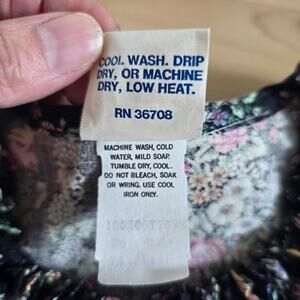 COOL. WASH. DRIP
DRY, OR MACHINE
DRY, LOW HEAT.
RN 36708
MACHINE WASH, COLD
WATER, MILD SOAP.
TUMBLE DRY, COOL.
DO NOT BLEACH, SOAK
OR WRING. USE COOL
IRON ONLY.